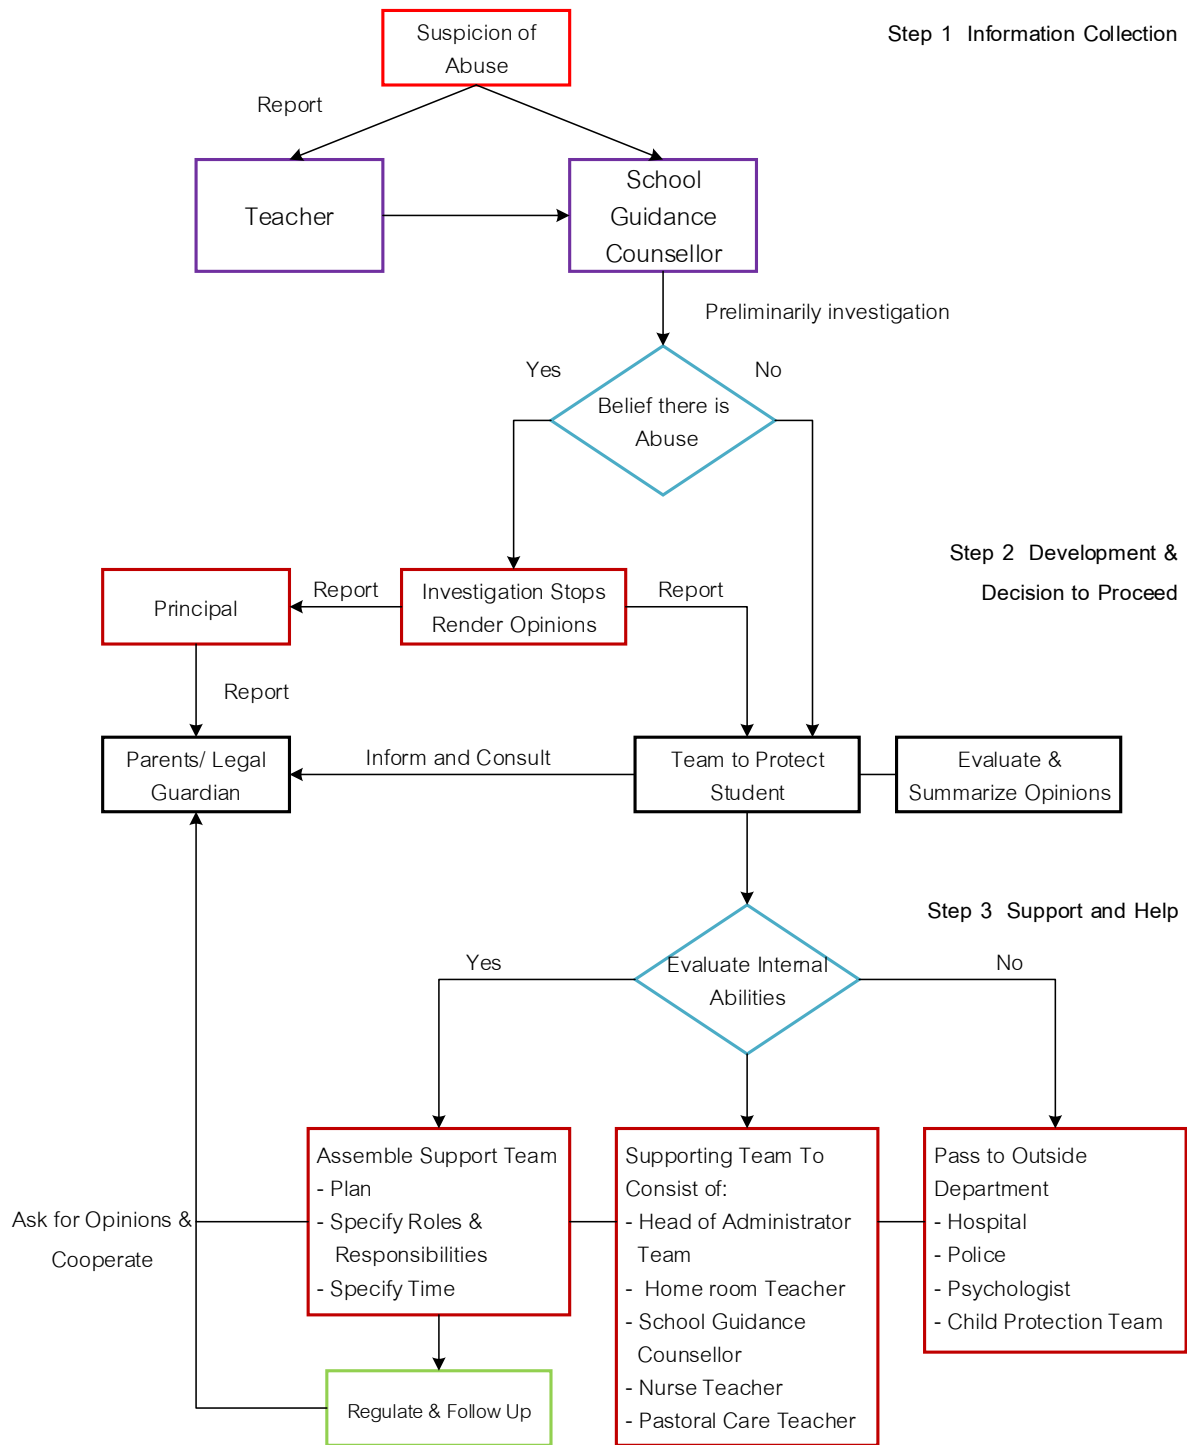 Suspicion of
Abuse
Step 1 Information Collection
Report
Teacher
School
Guidance
Counsellor
Preliminarily investigation
Yes
No
Belief there is
Abuse
Step 2 Development &
Decision to Proceed
Principal
Report
Investigation Stops
Render Opinions
Report
Report
Parents/ Legal
Guardian
Inform and Consult
Team to Protect
Student
Evaluate &
Summarize Opinions
Step 3 Support and Help
Yes
Evaluate Internal
Abilities
No
Assemble Support Team
- Plan
- Specify Roles &
Responsibilities
- Specify Time
Supporting Team To
Consist of:
- Head of Administrator
Team
- Home room Teacher
- School Guidance
Counsellor
- Nurse Teacher
- Pastoral Care Teacher
Pass to Outside
Department
- Hospital
- Police
- Psychologist
- Child Protection Team
Ask for Opinions &
Cooperate
Regulate & Follow Up